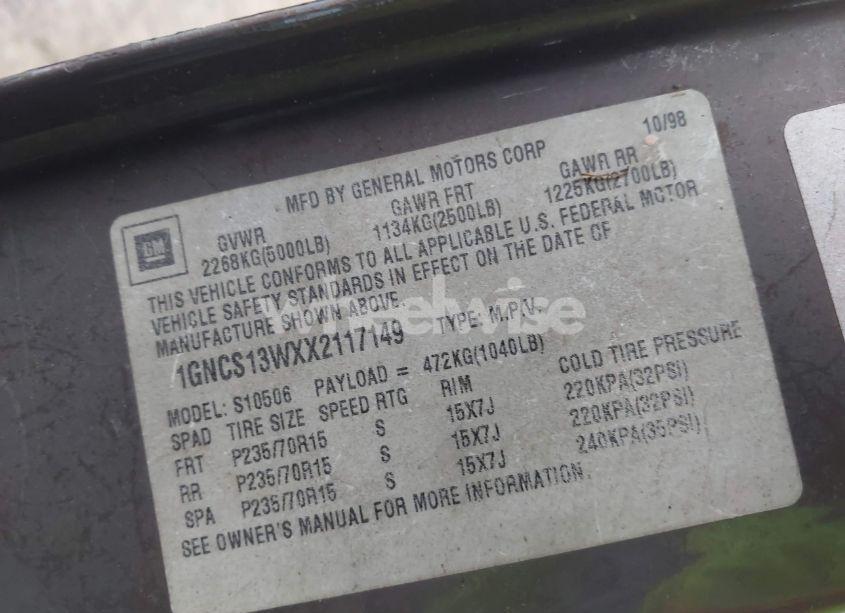 MFD BY GENERAL MOTORS CORP 10/98
GM
GVWR GAWR FRT GAWR RR
2268KG(5000LB) 1134KG(2500LB) 1225KG(2700LB)
THIS VEHICLE CONFORMS TO ALL APPLICABLE U.S. FEDERAL MOTOR
VEHICLE SAFETY STANDARDS IN EFFECT ON THE DATE OF
MANUFACTURE SHOWN ABOVE.
1GNCS13WXX2117149 TYPE: M.P.V.
MODEL: S10506 PAYLOAD = 472KG(1040LB)
SPAD TIRE SIZE SPEED RTG RIM COLD TIRE PRESSURE
FRT P235/70R15 S 15X7J 220KPA(32PSI)
RR P235/70R15 S 15X7J 220KPA(32PSI)
SPA P235/70R15 S 15X7J 240KPA(35PSI)
SEE OWNER'S MANUAL FOR MORE INFORMATION.
wheelwise